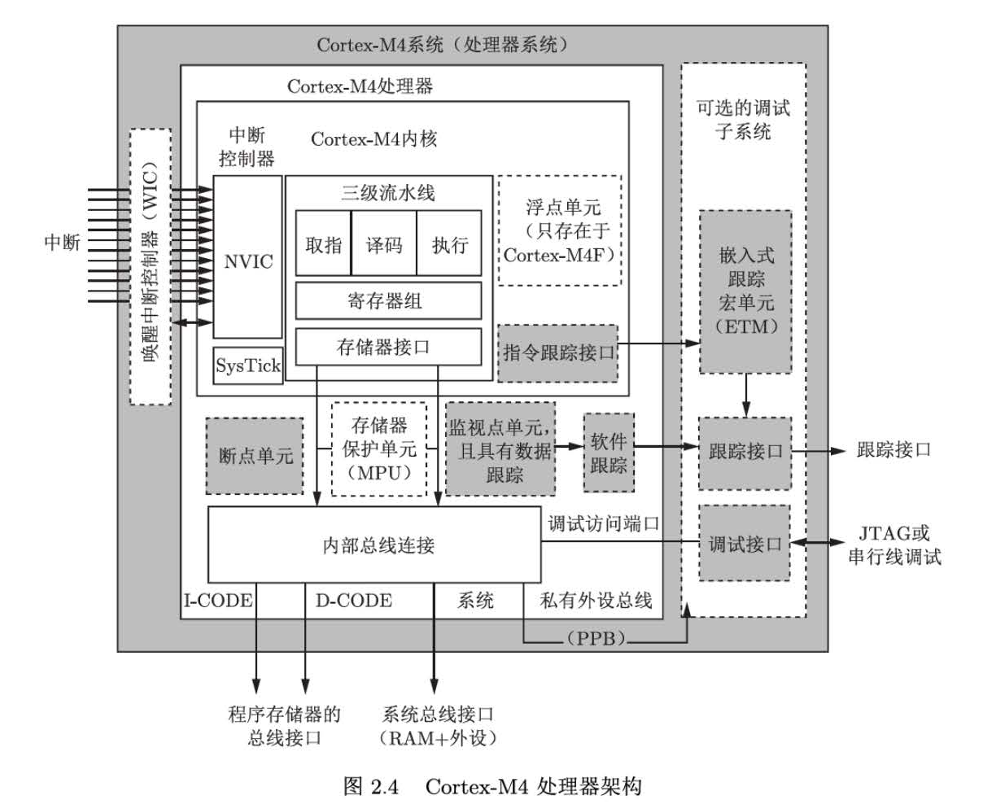 Cortex-M4系统（处理器系统）
Cortex-M4处理器
可选的调试
子系统
中断
控制器
Cortex-M4内核
唤醒中断控制器（WIC）
中断
NVIC
SysTick
三级流水线
取指
译码
执行
寄存器组
存储器接口
浮点单元
（只存在于
Cortex-M4F）
指令跟踪接口
嵌入式
跟踪
宏单元
（ETM）
断点单元
存储器
保护单元
（MPU）
监视点单元，
且具有数据
跟踪
软件
跟踪
跟踪接口
跟踪接口
内部总线连接
调试访问端口
调试接口
JTAG或
串行线调试
I-CODE
D-CODE
系统
私有外设总线
（PPB）
程序存储器的
总线接口
系统总线接口
（RAM+外设）
图 2.4 Cortex-M4 处理器架构